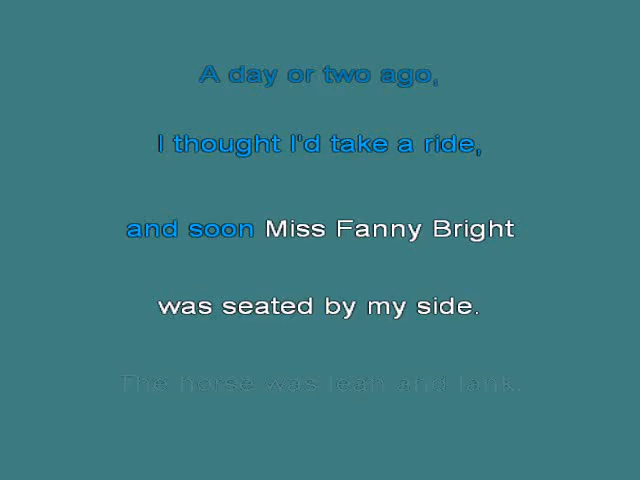 A day or two ago,
I thought I'd take a ride,
and soon Miss Fanny Bright
was seated by my side.
The horse was lean and lank.